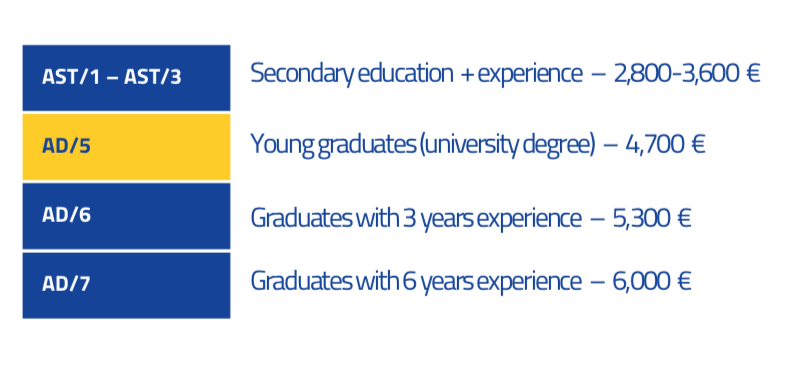 AST/1 – AST/3 Secondary education + experience – 2,800-3,600 €
AD/5 Young graduates (university degree) – 4,700 €
AD/6 Graduates with 3 years experience – 5,300 €
AD/7 Graduates with 6 years experience – 6,000 €